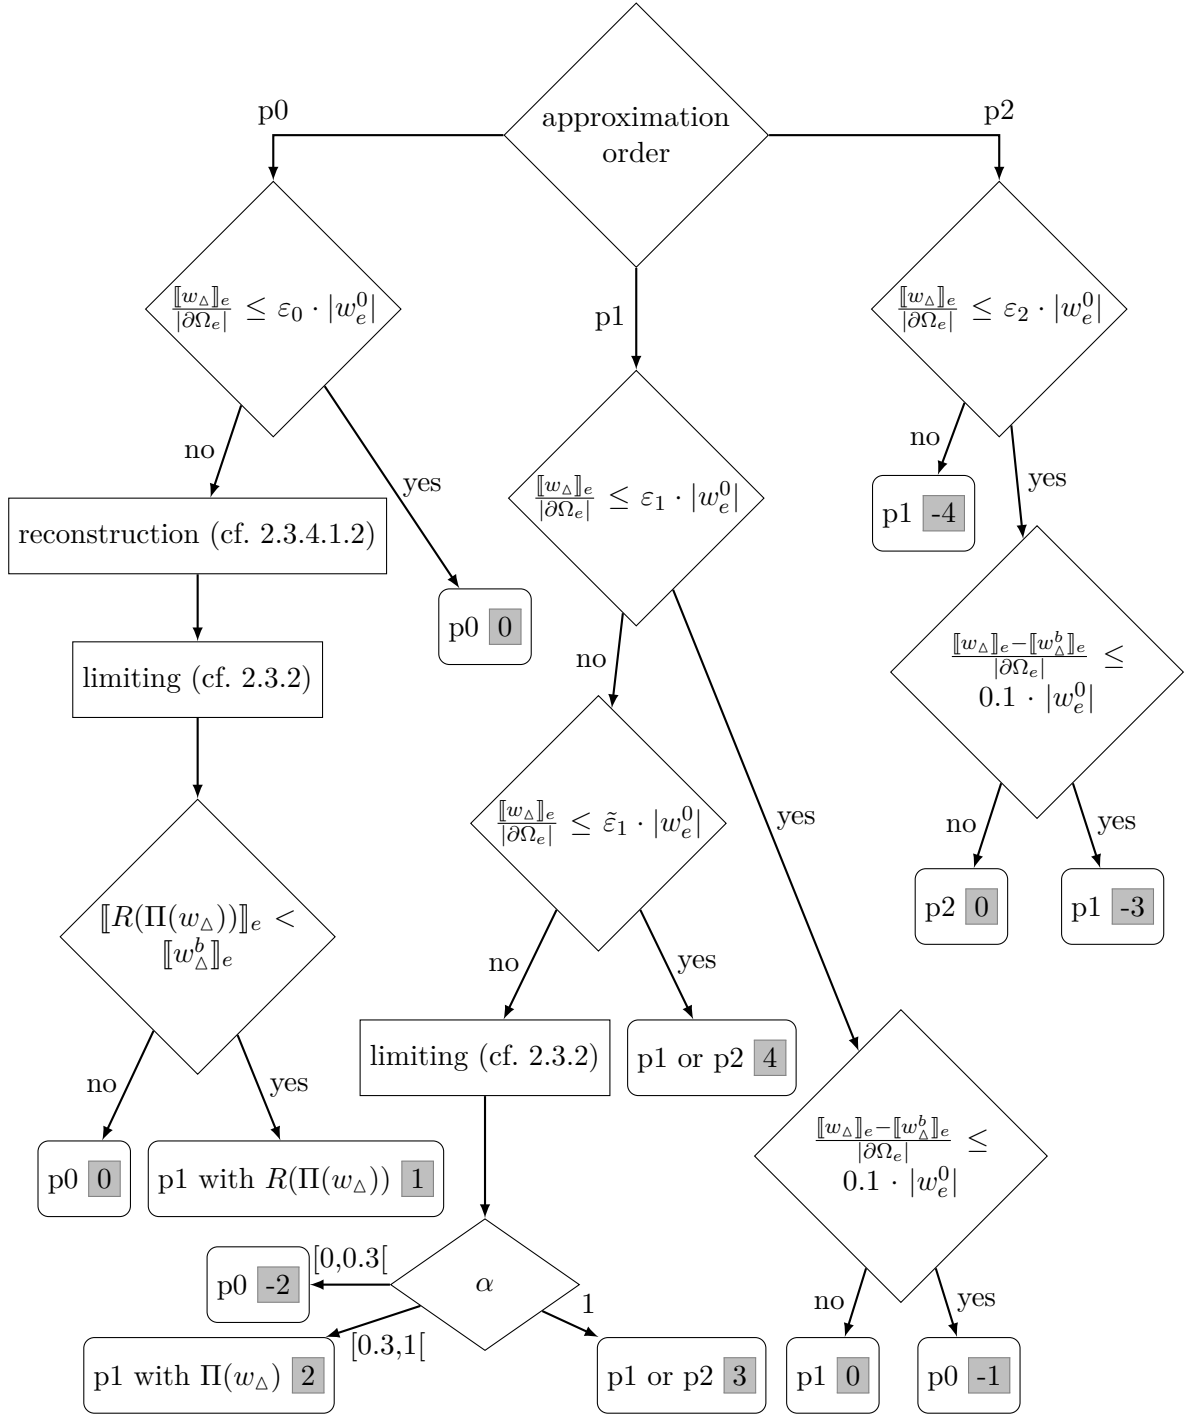 approximation
order
p0
p2
p1
⟦w_△⟧_e / |∂Ω_e| ≤ ε_0 · |w_e^0|
⟦w_△⟧_e / |∂Ω_e| ≤ ε_2 · |w_e^0|
no
yes
no
yes
⟦w_△⟧_e / |∂Ω_e| ≤ ε_1 · |w_e^0|
p1 -4
reconstruction (cf. 2.3.4.1.2)
p0 0
limiting (cf. 2.3.2)
no
yes
⟦w_△⟧_e − ⟦w_△^b⟧_e / |∂Ω_e| ≤
0.1 · |w_e^0|
⟦w_△⟧_e / |∂Ω_e| ≤ ε̃_1 · |w_e^0|
no
yes
p2 0
p1 -3
⟦R(Π(w_△))⟧_e <
⟦w_△^b⟧_e
no
yes
limiting (cf. 2.3.2)
p1 or p2 4
no
yes
p0 0
p1 with R(Π(w_△)) 1
⟦w_△⟧_e − ⟦w_△^b⟧_e / |∂Ω_e| ≤
0.1 · |w_e^0|
α
[0,0.3[
p0 -2
[0.3,1[
p1 with Π(w_△) 2
1
p1 or p2 3
no
yes
p1 0
p0 -1